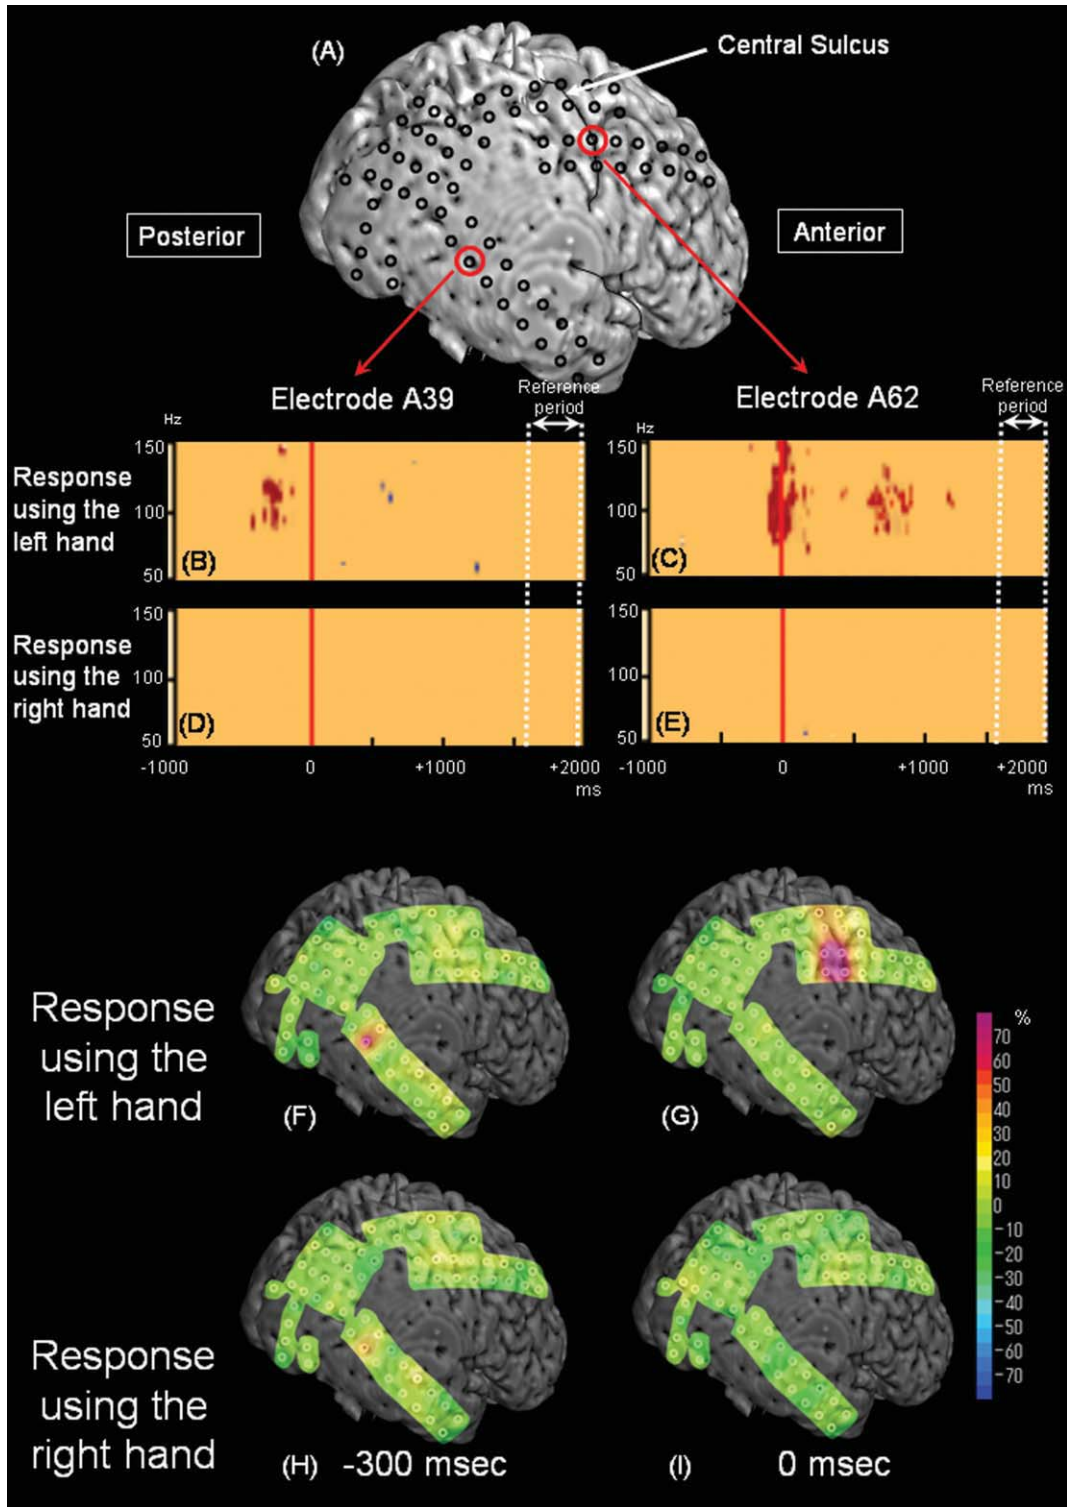 (A)
Central Sulcus
Posterior
Anterior
Electrode A39
Reference
period
Electrode A62
Reference
period
Response
using the
left hand
Hz
150
100
50
(B)
Hz
150
100
50
(C)
Response
using the
right hand
150
100
50
(D)
-1000
0
+1000
+2000
ms
150
100
50
(E)
-1000
0
+1000
+2000
ms
Response
using the
left hand
(F)
(G)
%
70
60
50
40
30
20
10
0
-10
-20
-30
-40
-50
-60
-70
Response
using the
right hand
(H) -300 msec
(I) 0 msec